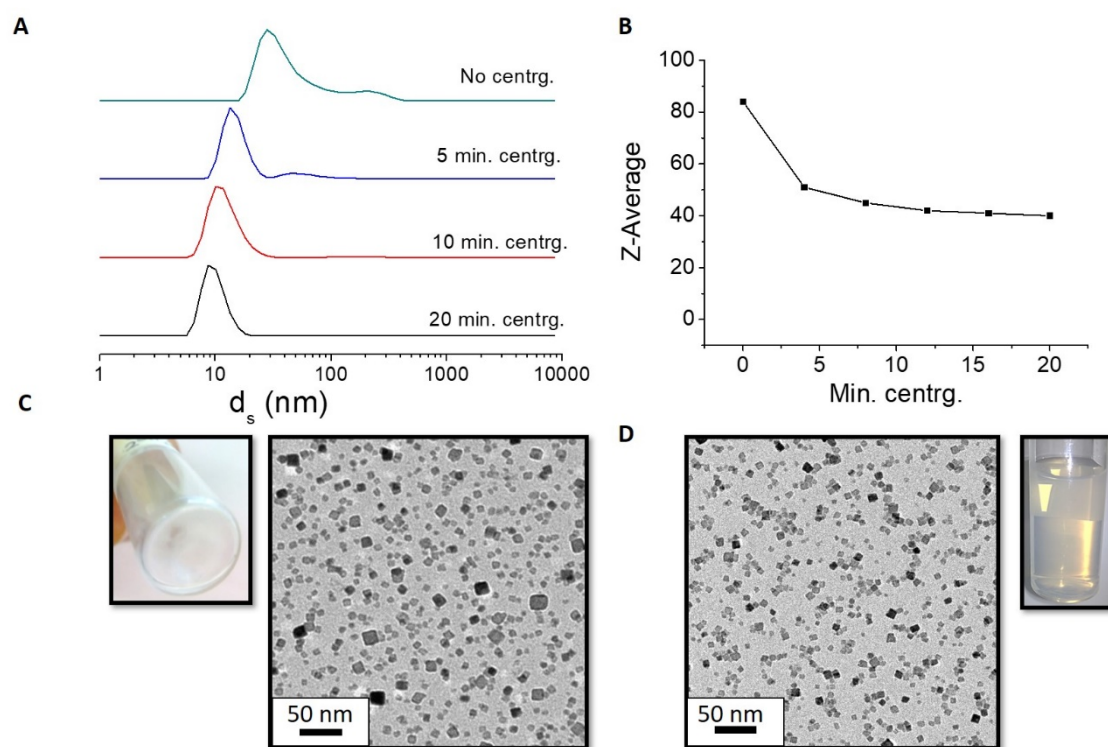 A
No centrg.
5 min. centrg.
10 min. centrg.
20 min. centrg.
1 10 100 1000 10000
d_s (nm)
B
100
80
60
40
20
0
Z-Average
0 5 10 15 20
Min. centrg.
C
50 nm
D
50 nm